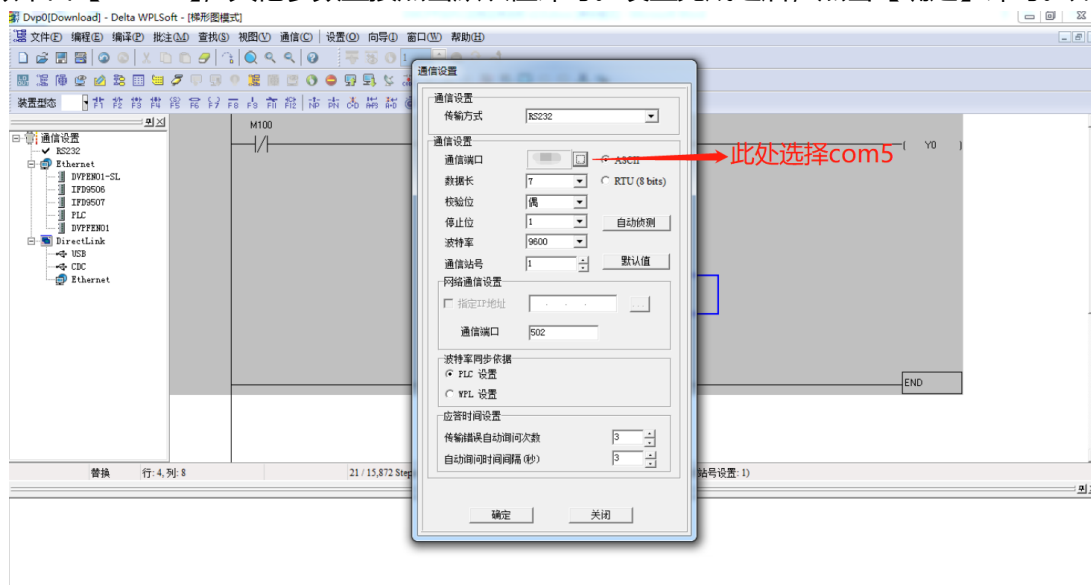 Dvp0[Download] - Delta WPLSoft - [梯形图模式]
文件(F) 编程(E) 编译(P) 批注(M) 查找(S) 视图(V) 通信(C) 设置(O) 向导(I) 窗口(W) 帮助(H)
装置型态
通信设置
RS232
Ethernet
DVPEN01-SL
IFD9506
IFD9507
PLC
DVPFEN01
DirectLink
USB
CDC
Ethernet
M100
Y0
END
通信设置
通信设置
传输方式 RS232
通信设置
通信端口 ASCII
此处选择com5
数据长 7 RTU (8 bits)
校验位 偶
停止位 1 自动侦测
波特率 9600
通信站号 1 默认值
网络通信设置
指定IP地址 . . . ...
通信端口 502
波特率同步依据
PLC 设置
WPL 设置
应答时间设置
传输错误自动询问次数 3
自动询问时间间隔(秒) 3
确定 关闭
替换 行: 4, 列: 8 21 / 15,872 Step 站号设置: 1)